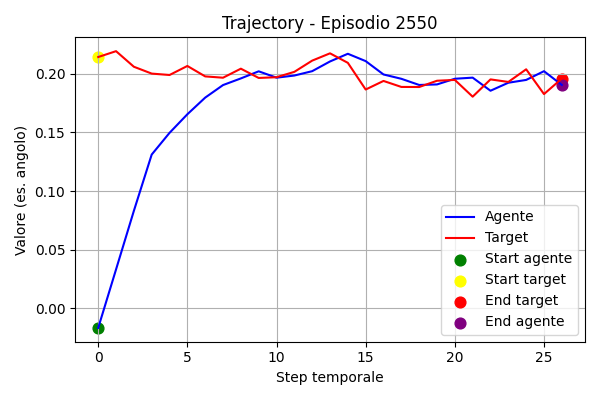 Trajectory - Episodio 2550
Valore (es. angolo)
0.20
0.15
0.10
0.05
0.00
0
5
10
15
20
25
Step temporale
Agente
Target
Start agente
Start target
End target
End agente